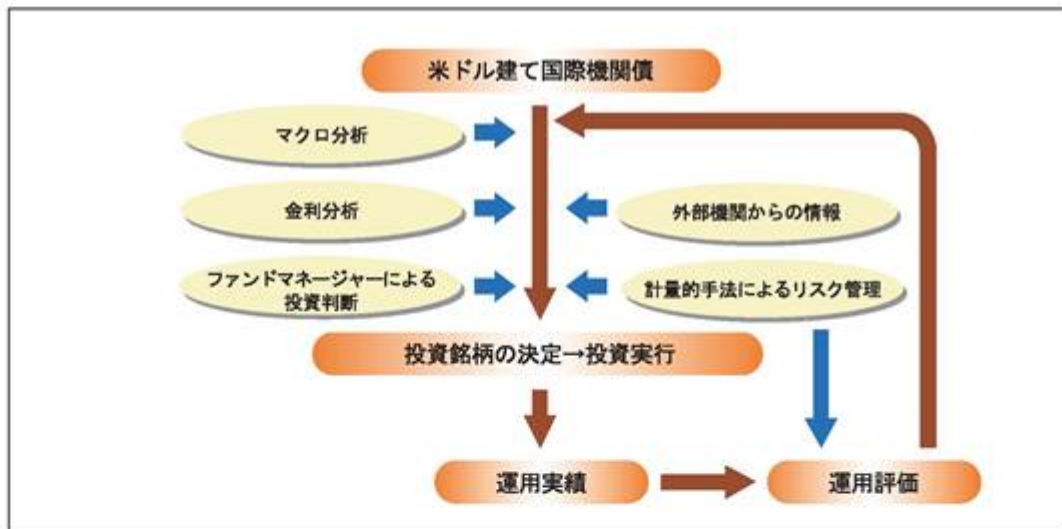 米ドル建て国際機関債
マクロ分析
金利分析
外部機関からの情報
ファンドマネージャーによる
投資判断
計量的手法によるリスク管理
投資銘柄の決定→投資実行
運用実績
運用評価